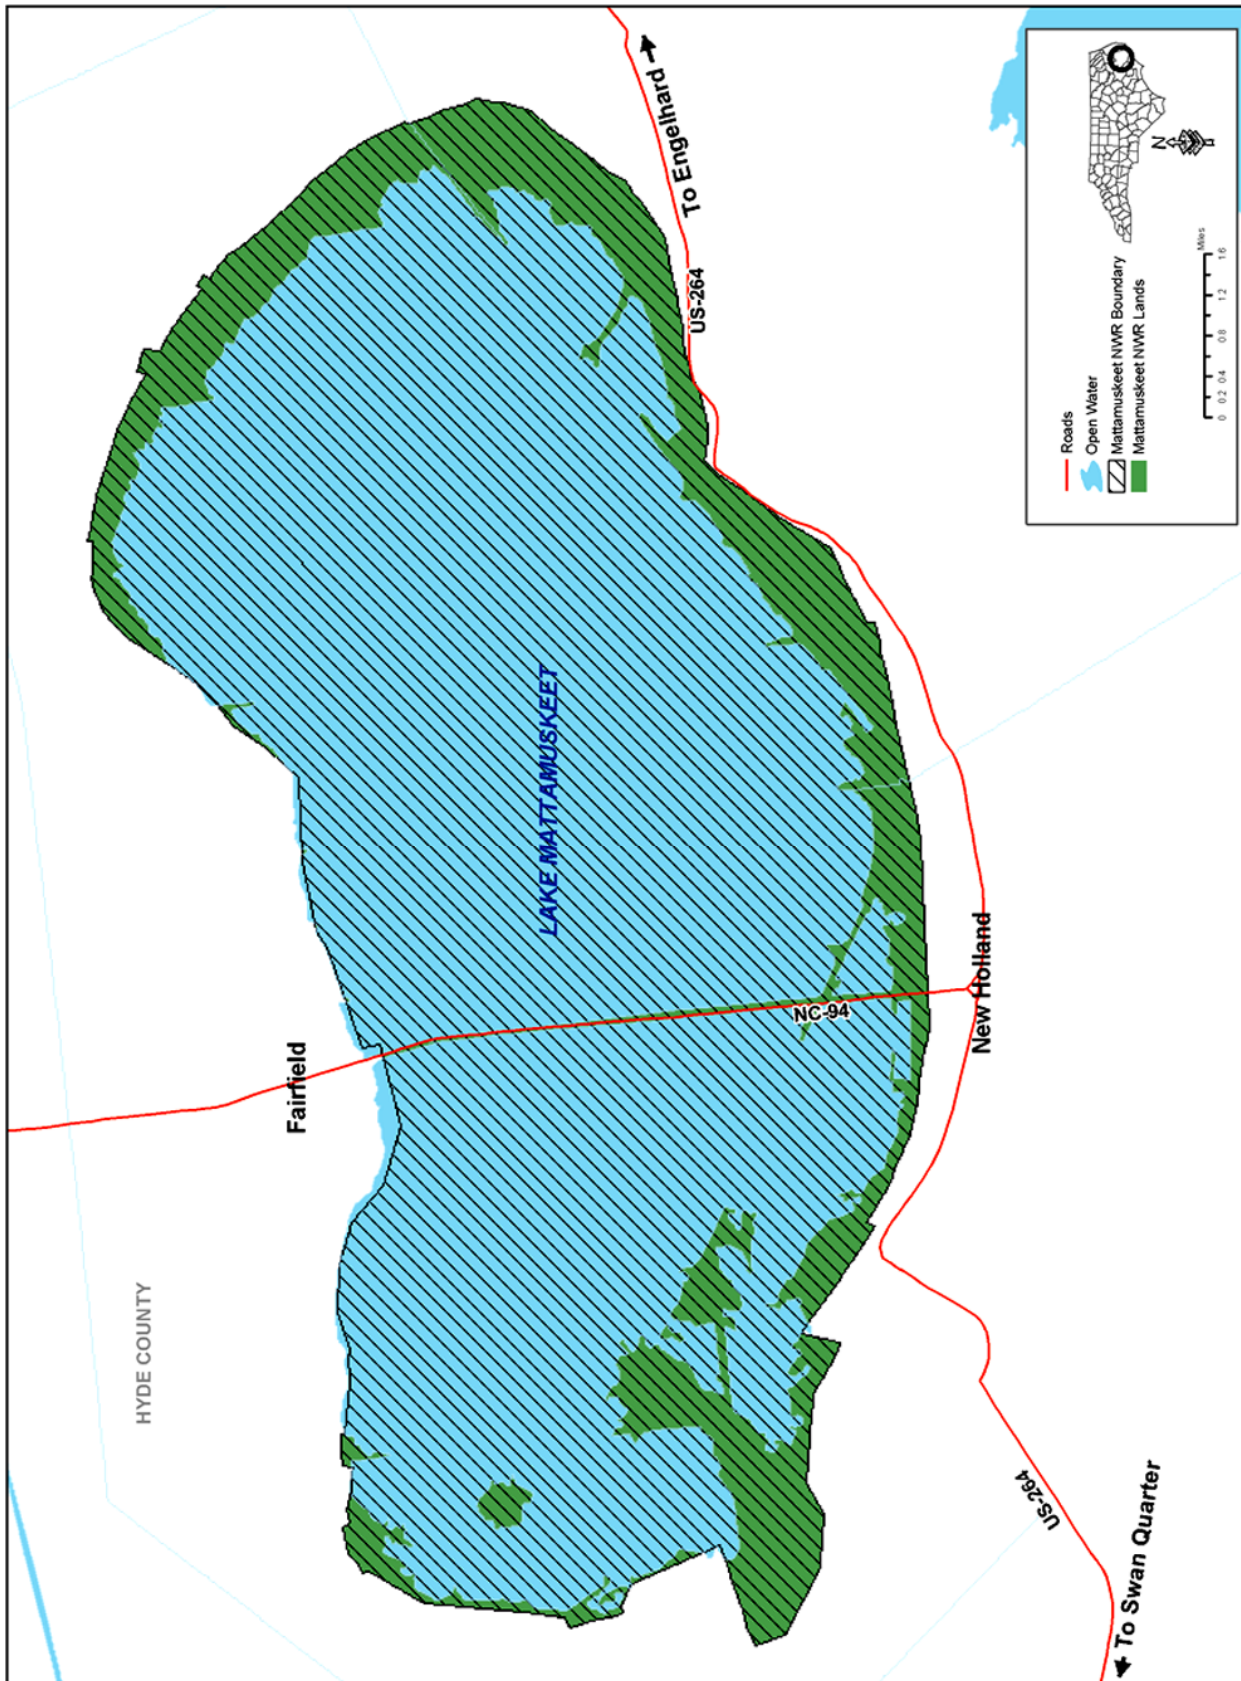 HYDE COUNTY
Fairfield
LAKE MATTAMUSKEET
NC-94
New Holland
US-264
To Engelhard
US-264
To Swan Quarter
Roads
Open Water
Mattamuskeet NWR Boundary
Mattamuskeet NWR Lands
N
Miles
0 0.2 0.4 0.8 1.2 1.6